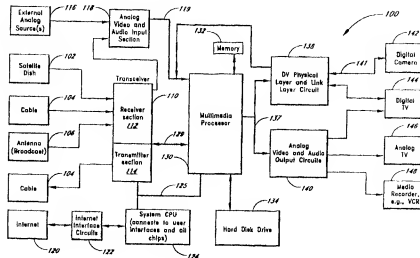 External
Analog
Source(s)
116
118
Analog
Video and
Audio Input
Section
119
132
Memory
138
DV Physical
Layer and Link
Layer Circuit
100
142
Digital
Camera
141
Satellite
Dish
102
Transceiver
110
Receiver
section
112
Cable
104
Antenna
(Broadcast)
106
Transmitter
section
114
Cable
104
129
130
125
Multimedia
Processor
137
144
Digital
TV
Analog
Video and Audio
Output Circuits
140
146
Analog
TV
148
Media
Recorder,
e.g., VCR
Internet
120
Internet
Interface
Circuits
122
System CPU
(connects to user
interfaces and all
chips)
Hard Disk Drive
134